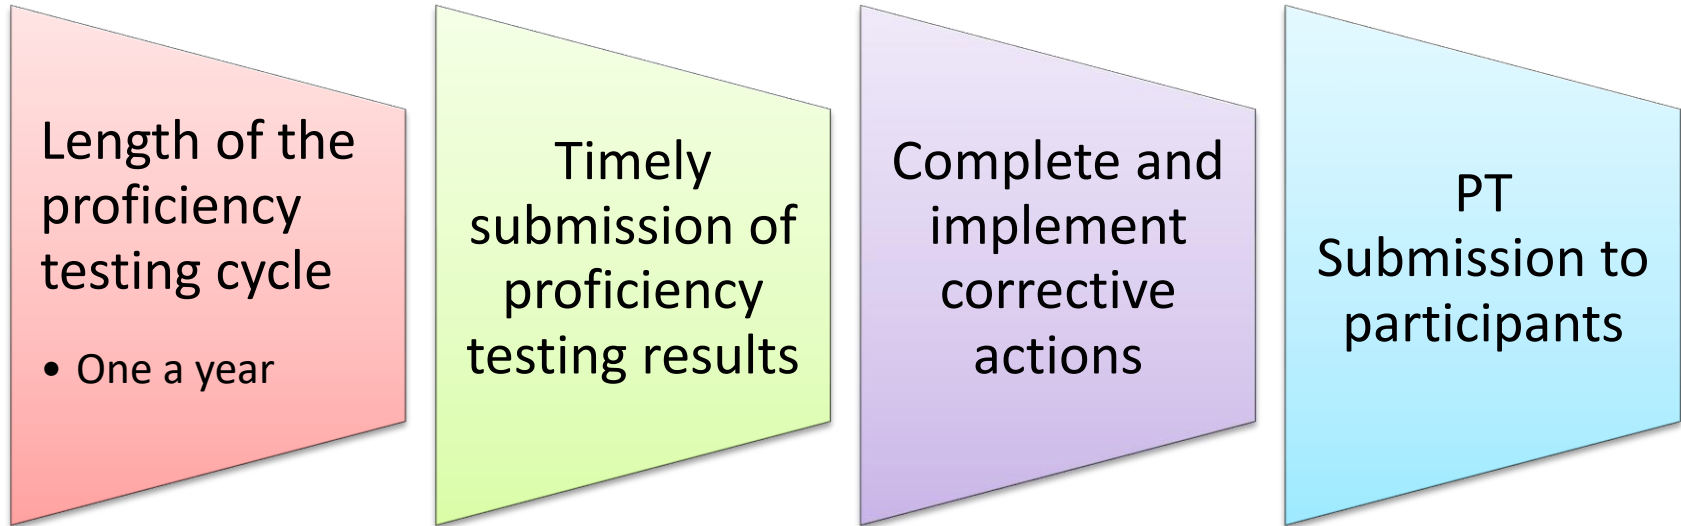 Length of the
proficiency
testing cycle
• One a year
Timely
submission of
proficiency
testing results
Complete and
implement
corrective
actions
PT
Submission to
participants